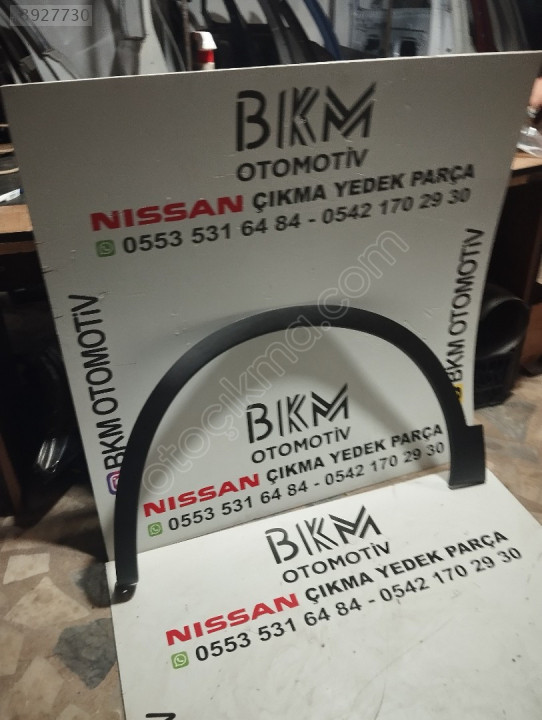 8927730
BKM
OTOMOTİV
NISSAN ÇIKMA YEDEK PARÇA
0553 531 64 84 - 0542 170 29 30
BKM OTOMOTİV
BKM OTOMOTİV
otoçıkma.com
BKM
OTOMOTİV
NISSAN ÇIKMA YEDEK PARÇA
0553 531 64 84 - 0542 170 29 30
BKM
OTOMOTİV
NISSAN ÇIKMA YEDEK PARÇA
0553 531 64 84 - 0542 170 29 30